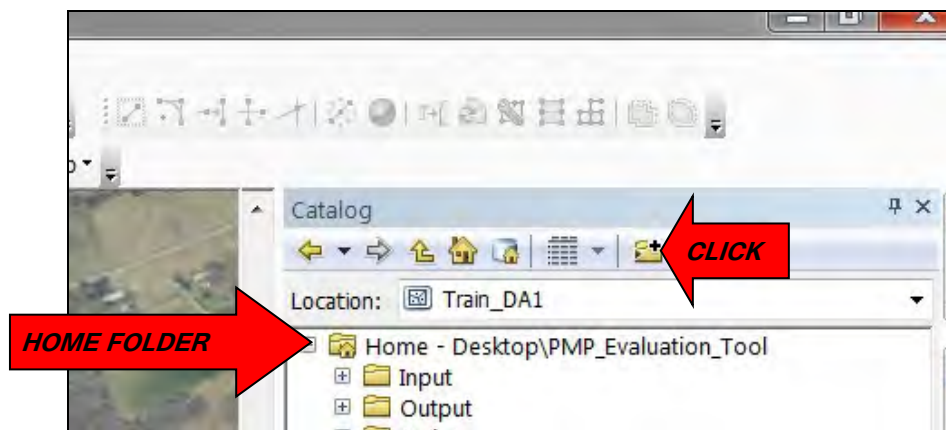 Catalog
CLICK
Location: Train_DA1
HOME FOLDER
Home - Desktop\PMP_Evaluation_Tool
Input
Output